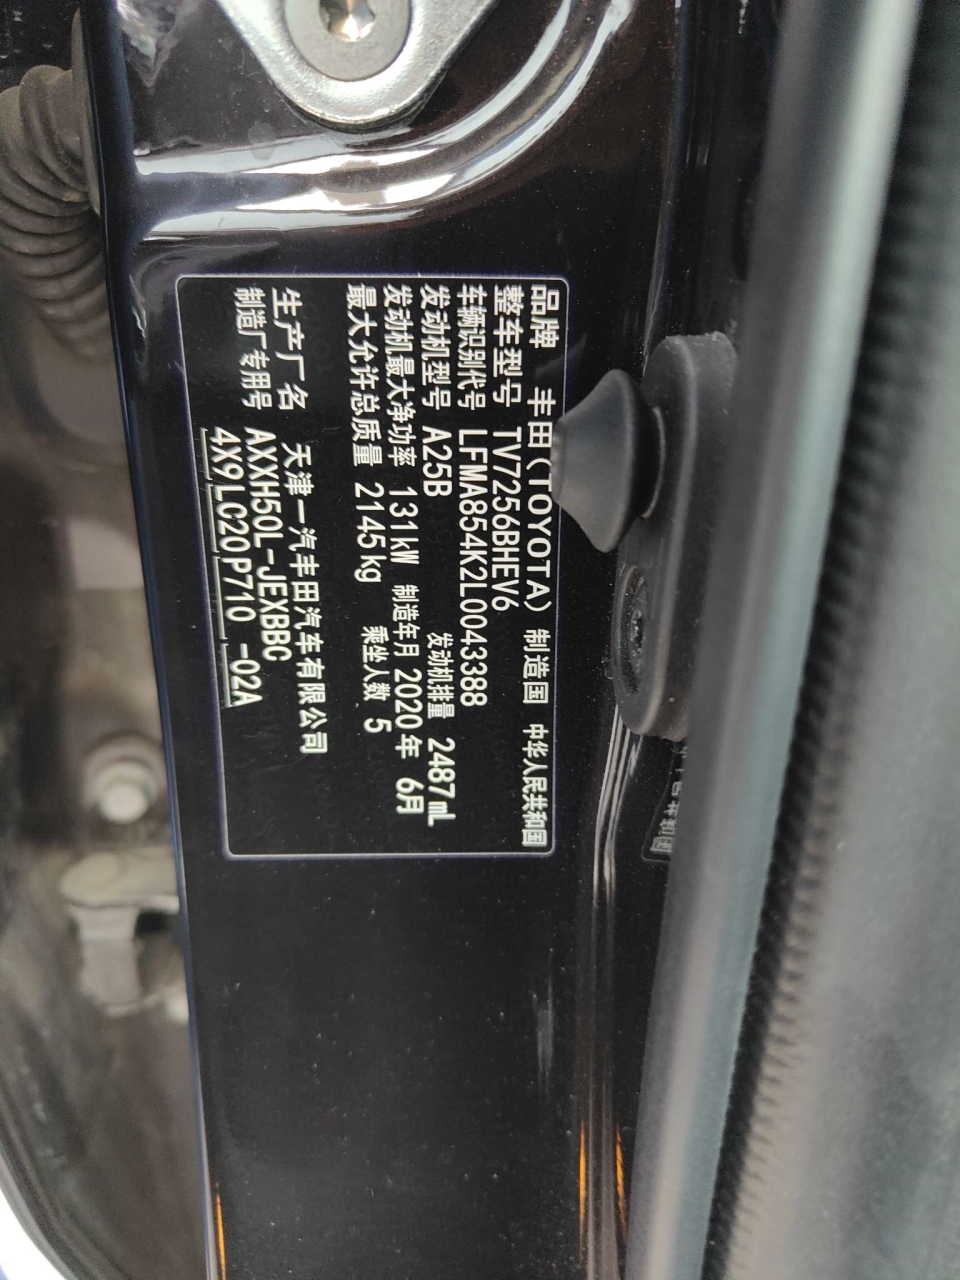 品牌 丰田(TOYOTA) 制造国 中华人民共和国
整车型号 TV7256BHEV6
车辆识别代号 LFMA854K2L0043388
发动机型号 A25B 发动机排量 2487mL
发动机最大净功率 131kW 制造年月 2020年 6月
最大允许总质量 2145kg 乘坐人数 5
生产厂名 天津一汽丰田汽车有限公司
制造厂专用号 AXXH50L-JEXBBC
4X9 LC20 P710 -02A